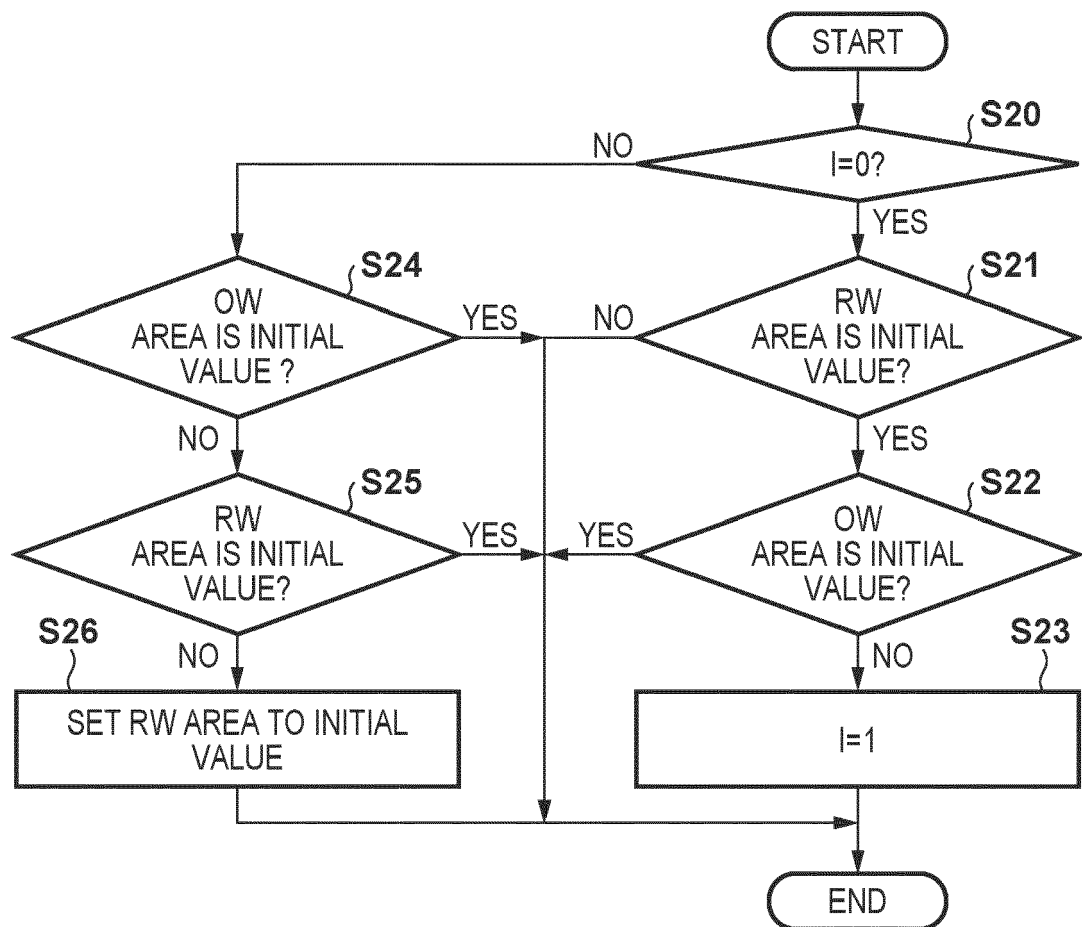 START
S20
NO
I=0?
YES
S24
S21
OW
AREA IS INITIAL
VALUE ?
YES
NO
RW
AREA IS INITIAL
VALUE?
NO
YES
S25
S22
RW
AREA IS INITIAL
VALUE?
YES
YES
OW
AREA IS INITIAL
VALUE?
S26
NO
NO
S23
SET RW AREA TO INITIAL
VALUE
I=1
END